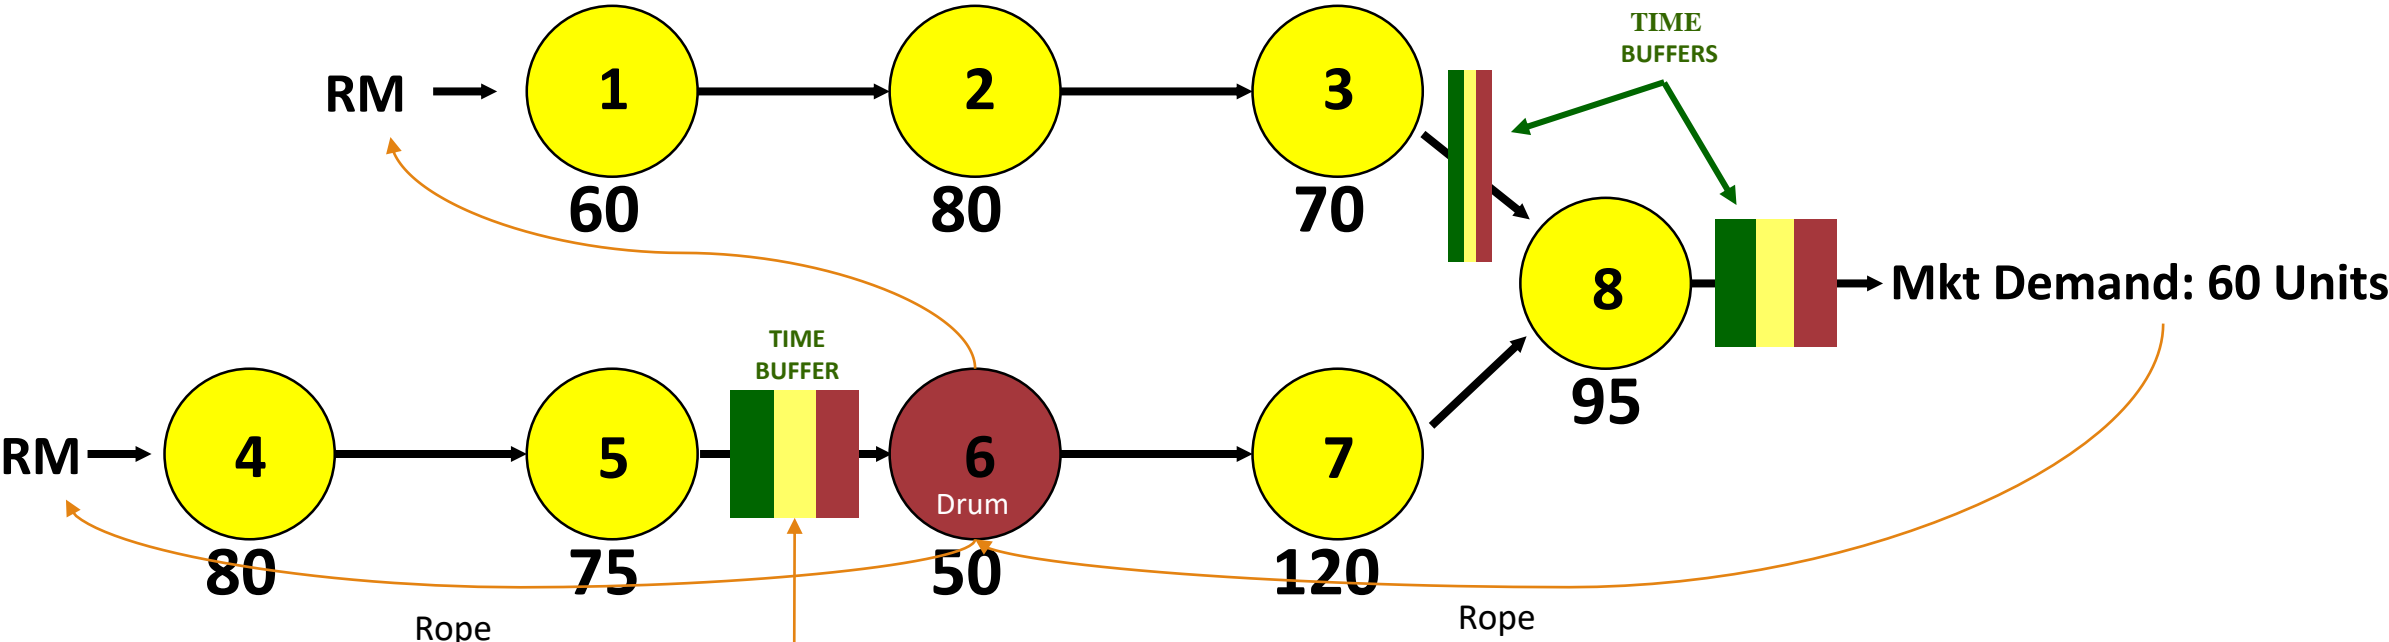 TIME
BUFFERS
RM
1
2
3
60
80
70
8
Mkt Demand: 60 Units
95
TIME
BUFFER
RM
4
5
6
Drum
7
80
75
50
120
Rope
Rope